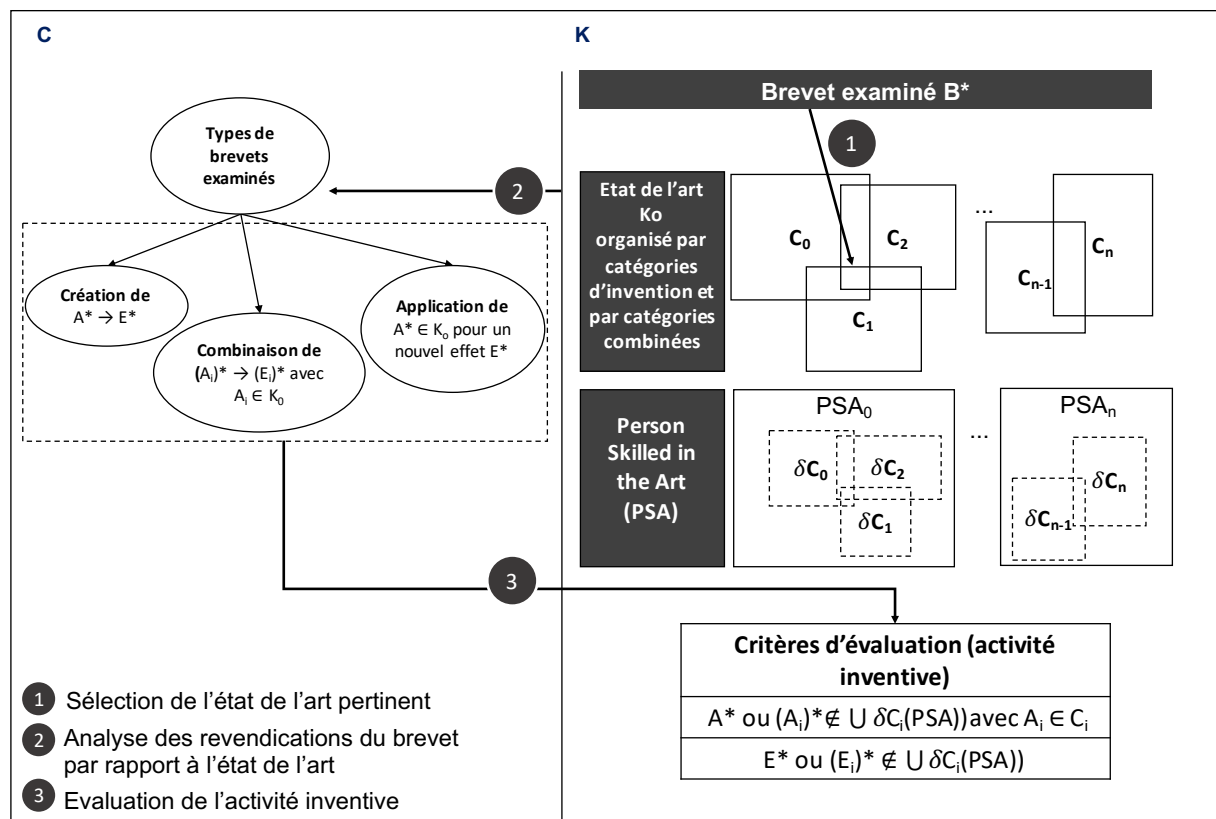 C
K
Brevet examiné B*
1
Types de
brevets
examinés
2
Création de
A* → E*
Combinaison de
(Aᵢ)* → (Eᵢ)* avec
Aᵢ ∈ K₀
Application de
A* ∈ Kₒ pour un
nouvel effet E*
Etat de l’art
Ko
organisé par
catégories
d’invention et
par catégories
combinées
C₀
C₂
C₁
...
Cₙ₋₁
Cₙ
Person
Skilled in
the Art
(PSA)
PSA₀
δC₀
δC₂
δC₁
...
PSAₙ
δCₙ
δCₙ₋₁
3
Critères d’évaluation (activité
inventive)
A* ou (Aᵢ)*∉ ⋃ δCᵢ(PSA))avec Aᵢ ∈ Cᵢ
E* ou (Eᵢ)* ∉ ⋃ δCᵢ(PSA))
1 Sélection de l’état de l’art pertinent
2 Analyse des revendications du brevet
par rapport à l’état de l’art
3 Evaluation de l’activité inventive